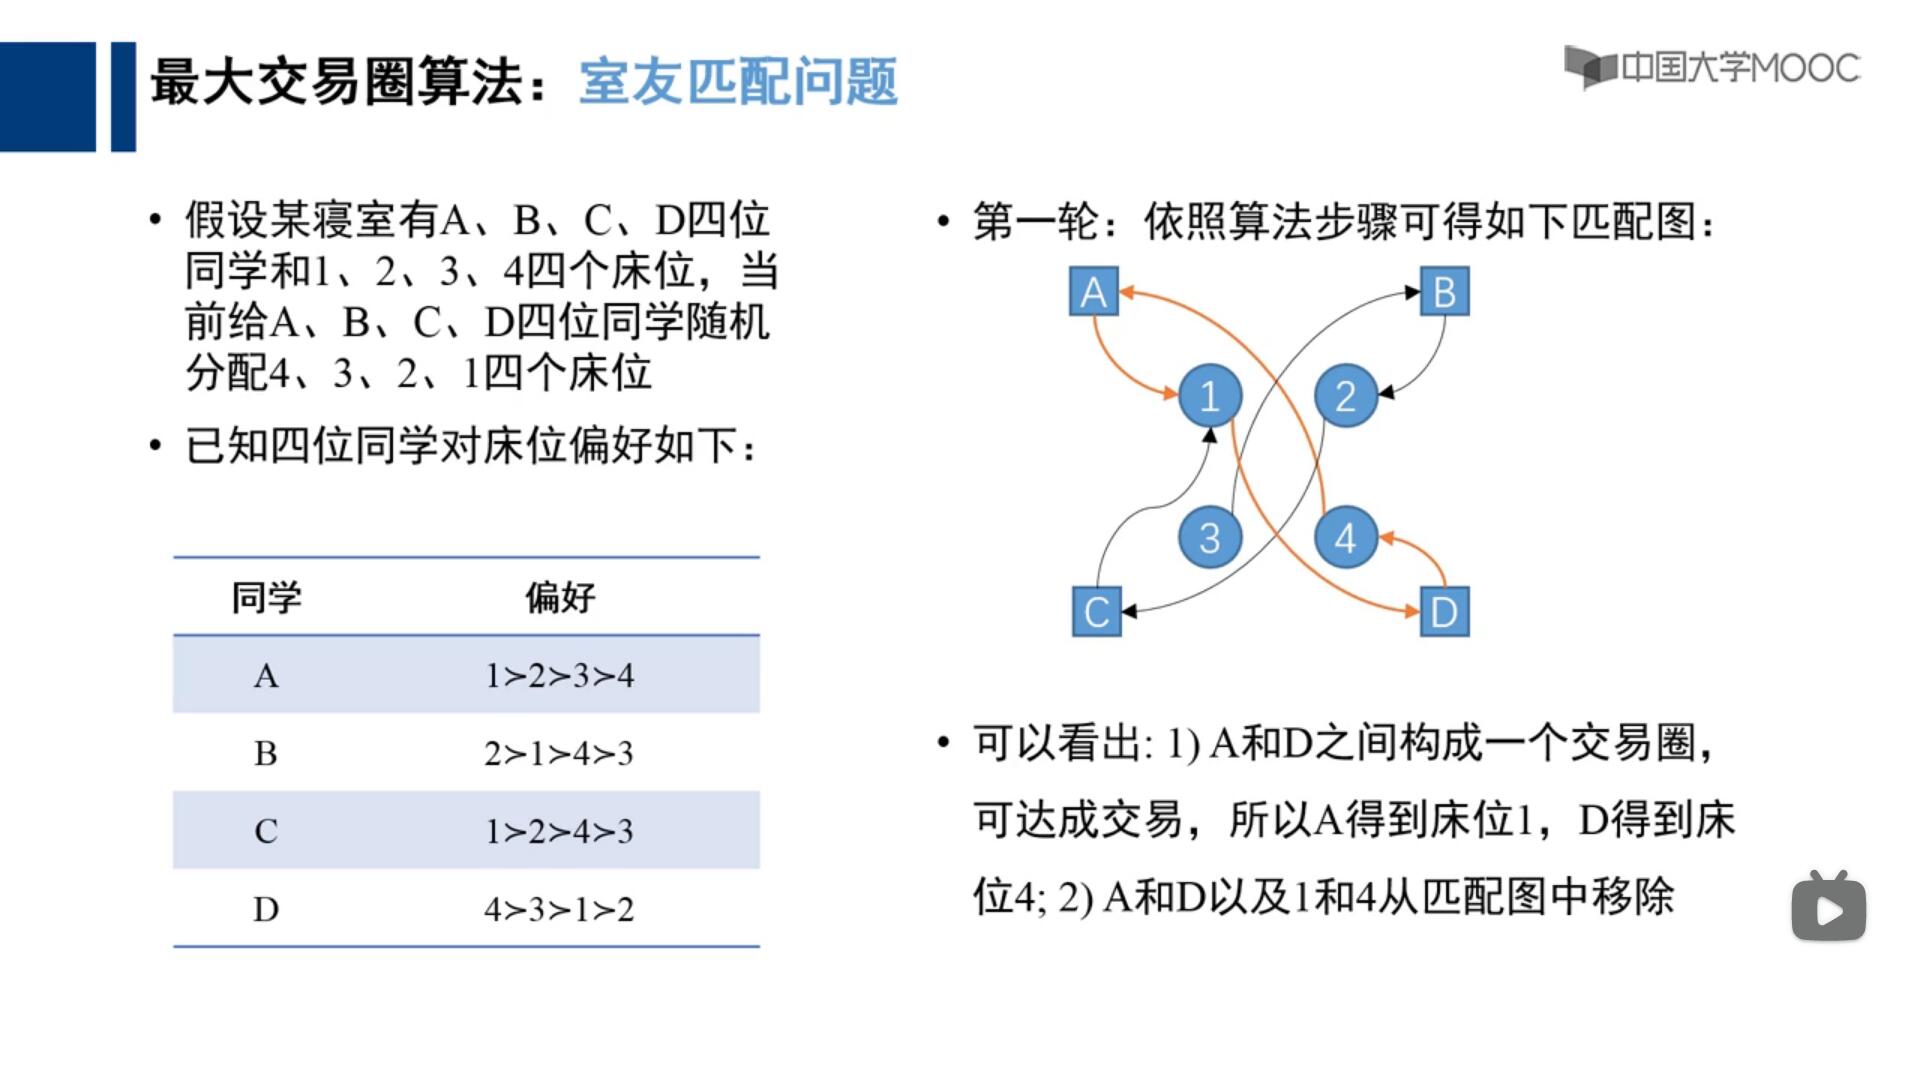 最大交易圈算法：室友匹配问题
中国大学MOOC
• 假设某寝室有A、B、C、D四位
同学和1、2、3、4四个床位，当
前给A、B、C、D四位同学随机
分配4、3、2、1四个床位
• 已知四位同学对床位偏好如下：
同学 偏好
A 1≻2≻3≻4
B 2≻1≻4≻3
C 1≻2≻4≻3
D 4≻3≻1≻2
• 第一轮：依照算法步骤可得如下匹配图：
A B
1 2
3 4
C D
• 可以看出: 1) A和D之间构成一个交易圈，
可达成交易，所以A得到床位1，D得到床
位4; 2) A和D以及1和4从匹配图中移除